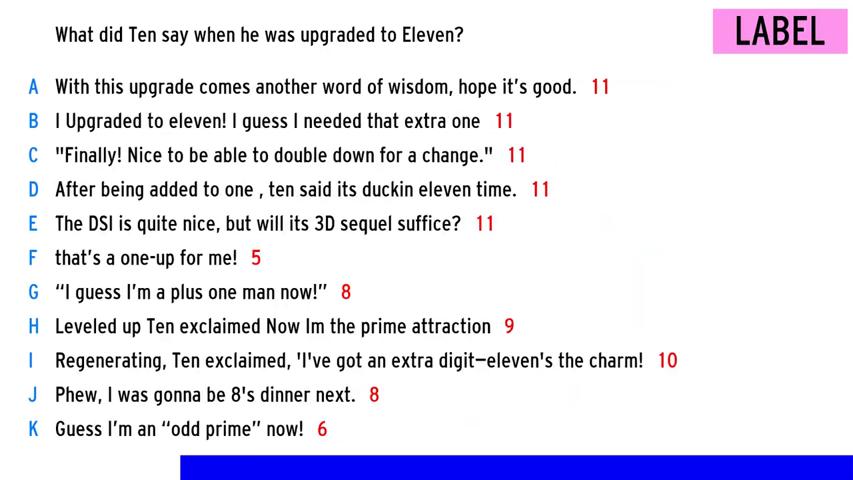 What did Ten say when he was upgraded to Eleven?
LABEL
A With this upgrade comes another word of wisdom, hope it's good. 11
B I Upgraded to eleven! I guess I needed that extra one 11
C "Finally! Nice to be able to double down for a change." 11
D After being added to one , ten said its duckin eleven time. 11
E The DSI is quite nice, but will its 3D sequel suffice? 11
F that's a one-up for me! 5
G “I guess I'm a plus one man now!” 8
H Leveled up Ten exclaimed Now Im the prime attraction 9
I Regenerating, Ten exclaimed, 'I've got an extra digit—eleven's the charm! 10
J Phew, I was gonna be 8's dinner next. 8
K Guess I'm an “odd prime” now! 6